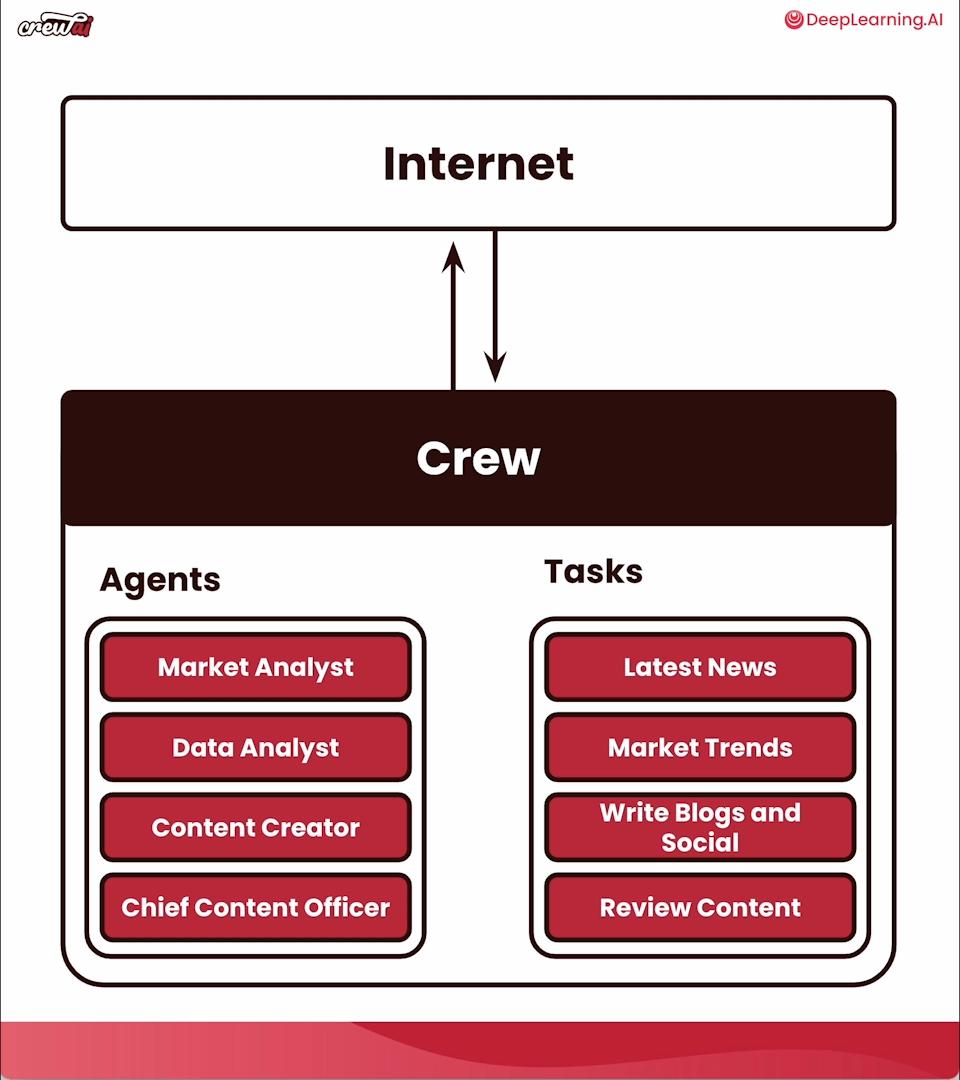 crewai
DeepLearning.AI
Internet
Crew
Agents
Market Analyst
Data Analyst
Content Creator
Chief Content Officer
Tasks
Latest News
Market Trends
Write Blogs and
Social
Review Content